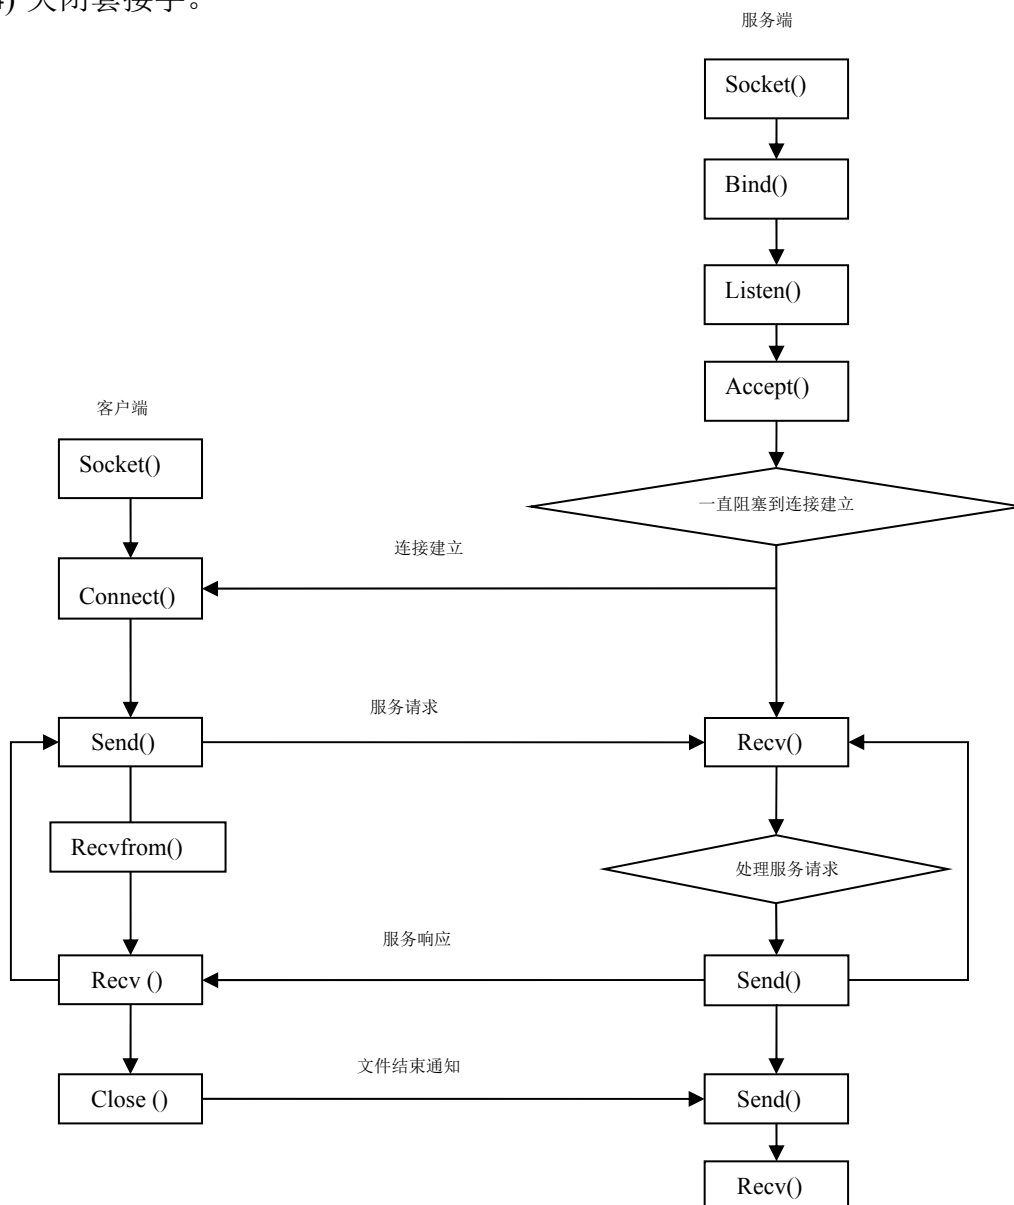 关闭套接字。
服务端
Socket()
Bind()
Listen()
Accept()
客户端
Socket()
一直阻塞到连接建立
连接建立
Connect()
服务请求
Send()
Recv()
Recvfrom()
处理服务请求
服务响应
Recv ()
Send()
文件结束通知
Close ()
Send()
Recv()